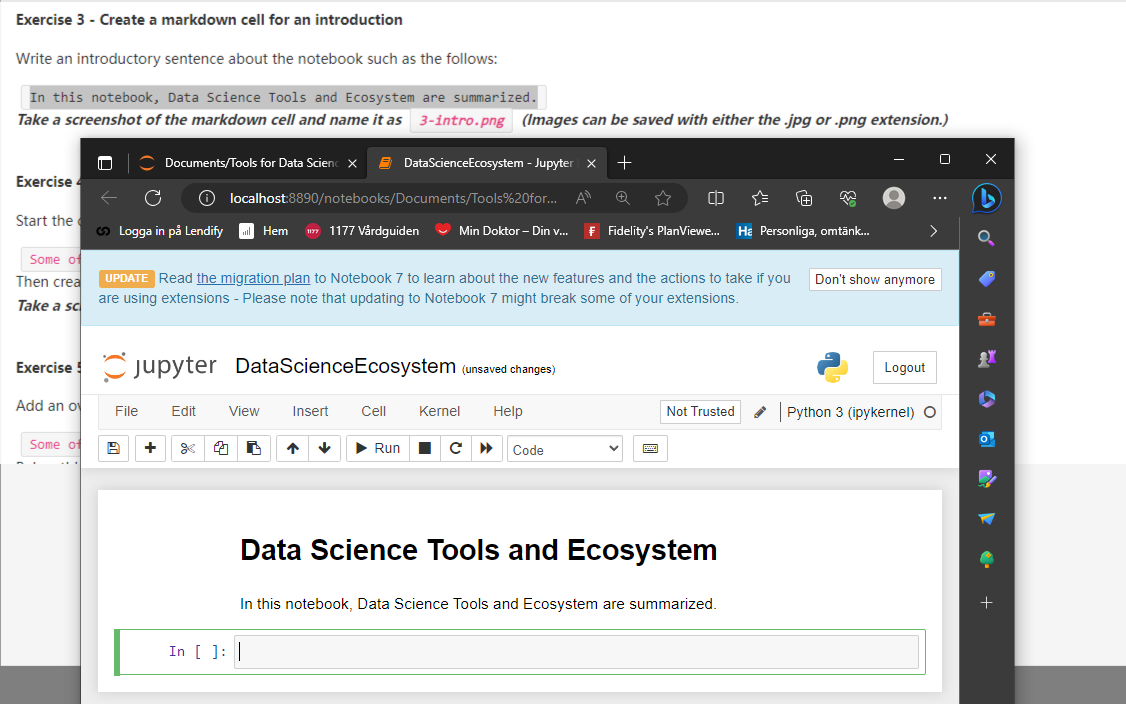 Exercise 3 - Create a markdown cell for an introduction
Write an introductory sentence about the notebook such as the follows:
In this notebook, Data Science Tools and Ecosystem are summarized.
Take a screenshot of the markdown cell and name it as 3-intro.png (Images can be saved with either the .jpg or .png extension.)
Documents/Tools for Data Scienc
DataScienceEcosystem - Jupyter
Exercise 4
localhost:8890/notebooks/Documents/Tools%20for...
Start the
Logga in på Lendify
Hem
1177 1177 Vårdguiden
Min Doktor – Din v...
F Fidelity's PlanViewe...
Ha Personliga, omtänk...
Some of
Then crea
Take a sc
UPDATE Read the migration plan to Notebook 7 to learn about the new features and the actions to take if you
are using extensions - Please note that updating to Notebook 7 might break some of your extensions.
Don't show anymore
Exercise 5
jupyter DataScienceEcosystem (unsaved changes)
Logout
Add an ov
File Edit View Insert Cell Kernel Help
Not Trusted
Python 3 (ipykernel)
Some of
Run
Code
Data Science Tools and Ecosystem
In this notebook, Data Science Tools and Ecosystem are summarized.
In [ ]: